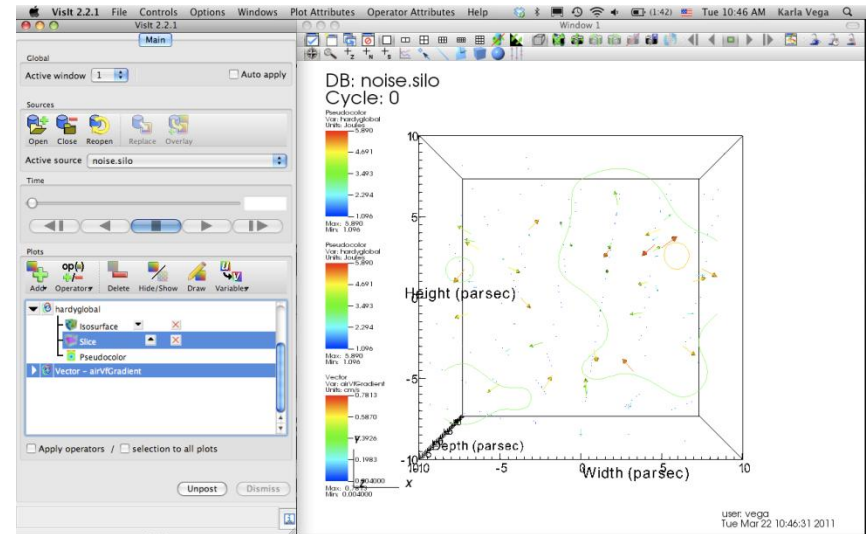 VisIt 2.2.1 File Controls Options Windows Plot Attributes Operator Attributes Help (1:42) Tue 10:46 AM Karla Vega
VisIt 2.2.1
Main
Global
Active window 1 Auto apply
Sources
Open Close Reopen Replace Overlay
Active source noise.silo
Time
Plots
op(=)
+/-
Add Operators Delete Hide/Show Draw Variables
hardyglobal
Isosurface
Slice
Pseudocolor
Vector - airVfGradient
Apply operators / selection to all plots
Unpost Dismiss
Window 1
DB: noise.silo
Cycle: 0
Pseudocolor
Var: hardyglobal
Units: Joules
5.890
4.691
3.493
2.294
1.096
Max: 5.890
Min: 1.096
Pseudocolor
Var: hardyglobal
Units: Joules
5.890
4.691
3.493
2.294
1.096
Max: 5.890
Min: 1.096
Vector
Var: airVfGradient
Units: cm/s
0.7813
0.5870
0.3926
0.1983
0.004000
Min: 0.004000
10
5
Height (parsec)
-5
-10
Depth (parsec)
Y
X
-5
Width (parsec)
10
user: vega
Tue Mar 22 10:46:31 2011